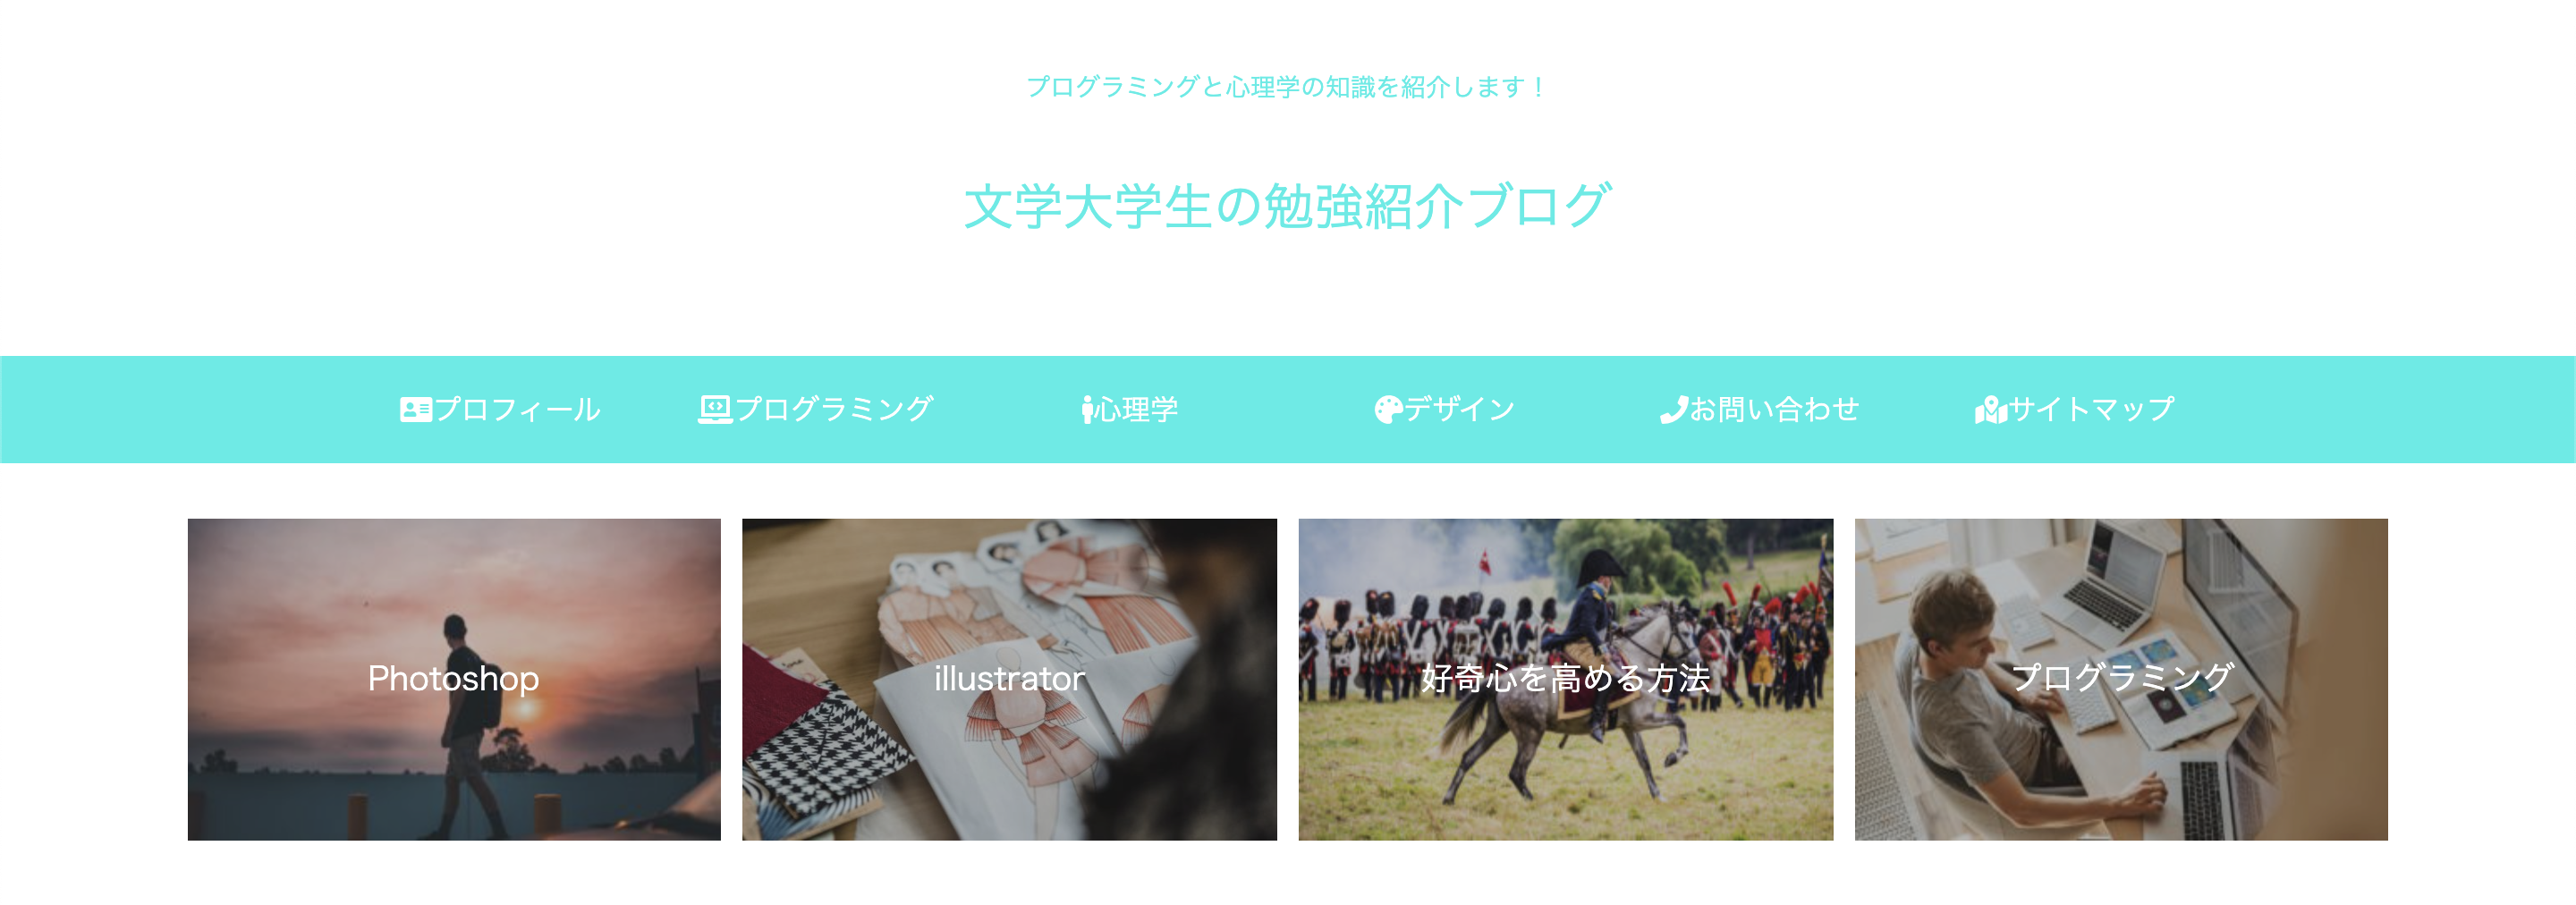 プログラミングと心理学の知識を紹介します！
文学大学生の勉強紹介ブログ
プロフィール
プログラミング
心理学
デザイン
お問い合わせ
サイトマップ
Photoshop
illustrator
好奇心を高める方法
プログラミング